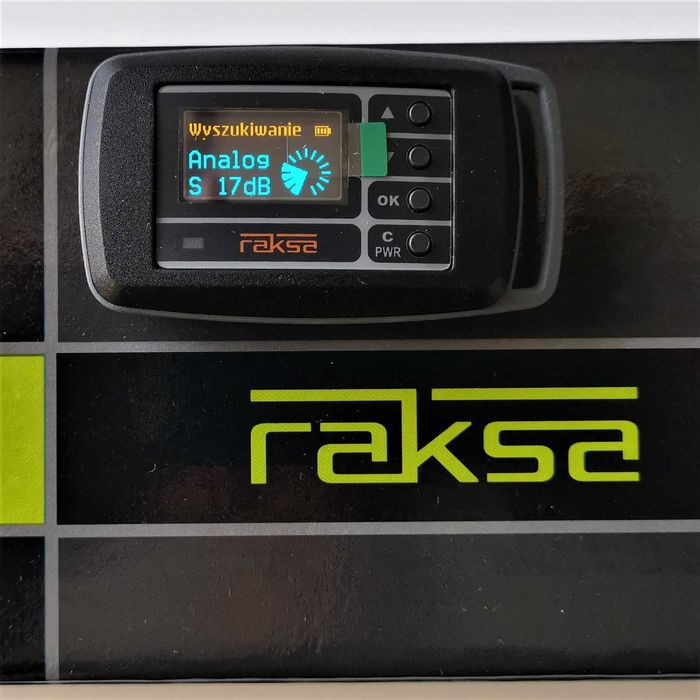 Wyszukiwanie
Analog
S 17dB
OK
C
PWR
raksa
raksa